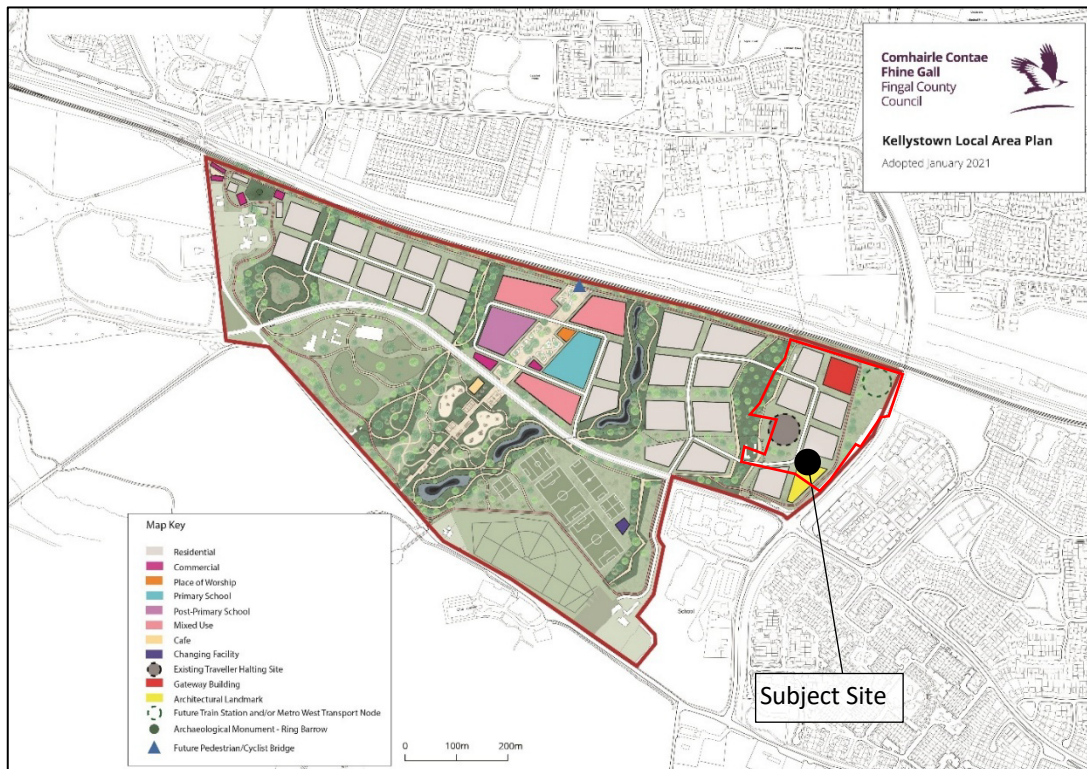 Comhairle Contae
Fhine Gall
Fingal County
Council
Kellystown Local Area Plan
Adopted January 2021
School
Subject Site
Map Key
Residential
Commercial
Place of Worship
Primary School
Post-Primary School
Mixed Use
Cafe
Changing Facility
Existing Traveller Halting Site
Gateway Building
Architectural Landmark
Future Train Station and/or Metro West Transport Node
Archaeological Monument - Ring Barrow
Future Pedestrian/Cyclist Bridge
0 100m 200m